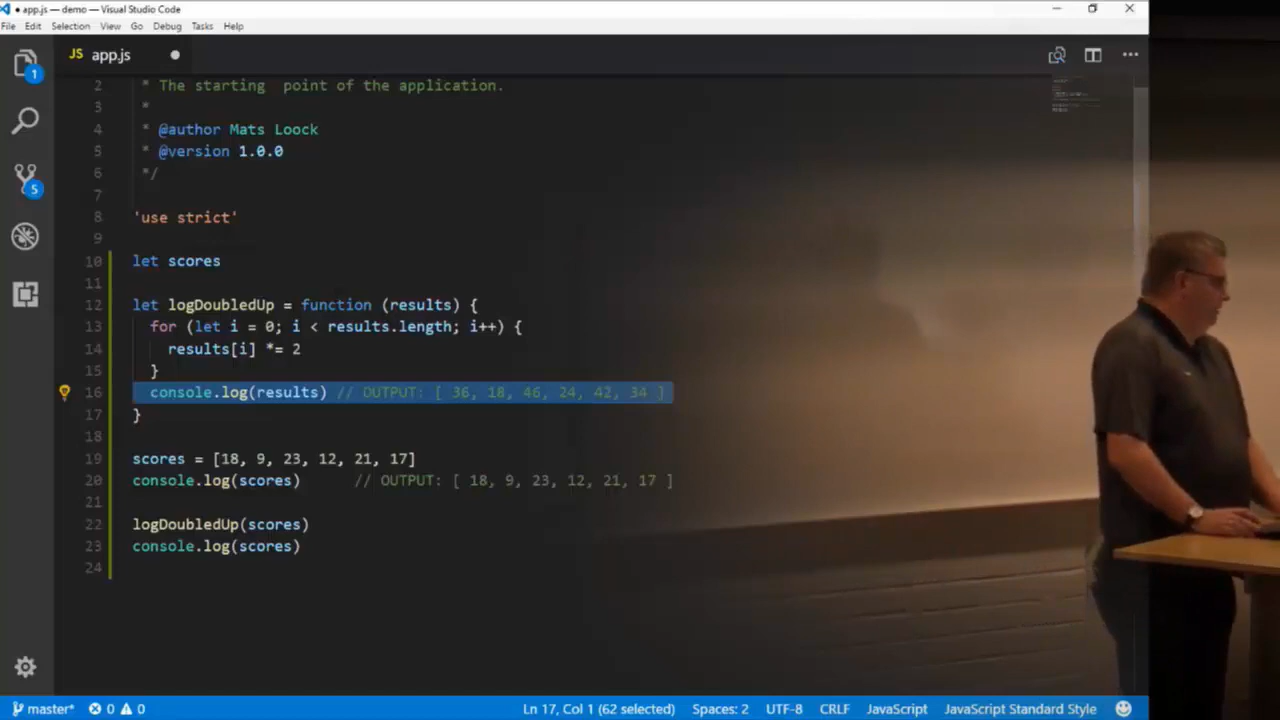 ● app.js — demo — Visual Studio Code
File Edit Selection View Go Debug Tasks Help
1
JS app.js ●
2 * The starting  point of the application.
3 *
4 * @author Mats Loock
5 * @version 1.0.0
6 */
5
7
8 'use strict'
9
10 let scores
11
12 let logDoubledUp = function (results) {
13 for (let i = 0; i < results.length; i++) {
14 results[i] *= 2
15 }
16 console.log(results) // OUTPUT: [ 36, 18, 46, 24, 42, 34 ]
17 }
18
19 scores = [18, 9, 23, 12, 21, 17]
20 console.log(scores) // OUTPUT: [ 18, 9, 23, 12, 21, 17 ]
21
22 logDoubledUp(scores)
23 console.log(scores)
24
master* 0 0 Ln 17, Col 1 (62 selected) Spaces: 2 UTF-8 CRLF JavaScript JavaScript Standard Style